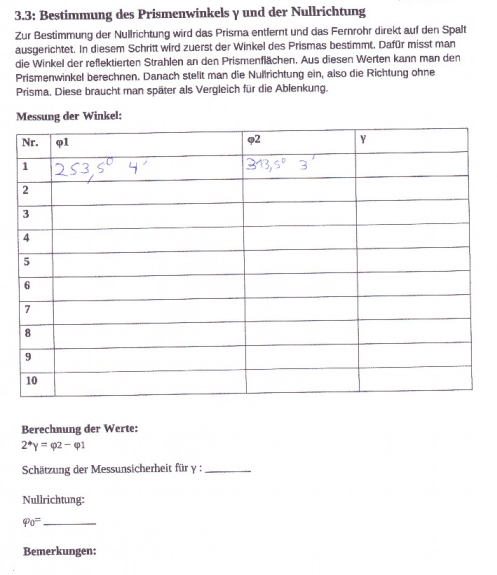 3.3: Bestimmung des Prismenwinkels γ und der Nullrichtung
Zur Bestimmung der Nullrichtung wird das Prisma entfernt und das Fernrohr direkt auf den Spalt
ausgerichtet. In diesem Schritt wird zuerst der Winkel des Prismas bestimmt. Dafür misst man
die Winkel der reflektierten Strahlen an den Prismenflächen. Aus diesen Werten kann man den
Prismenwinkel berechnen. Danach stellt man die Nullrichtung ein, also die Richtung ohne
Prisma. Diese braucht man später als Vergleich für die Ablenkung.
Messung der Winkel:
Nr. φ1 φ2 γ
1 253,5° 4' 313,5° 3'
2
3
4
5
6
7
8
9
10
Berechnung der Werte:
2*γ = φ2 – φ1
Schätzung der Messunsicherheit für γ : ______
Nullrichtung:
φ₀= ______
Bemerkungen: